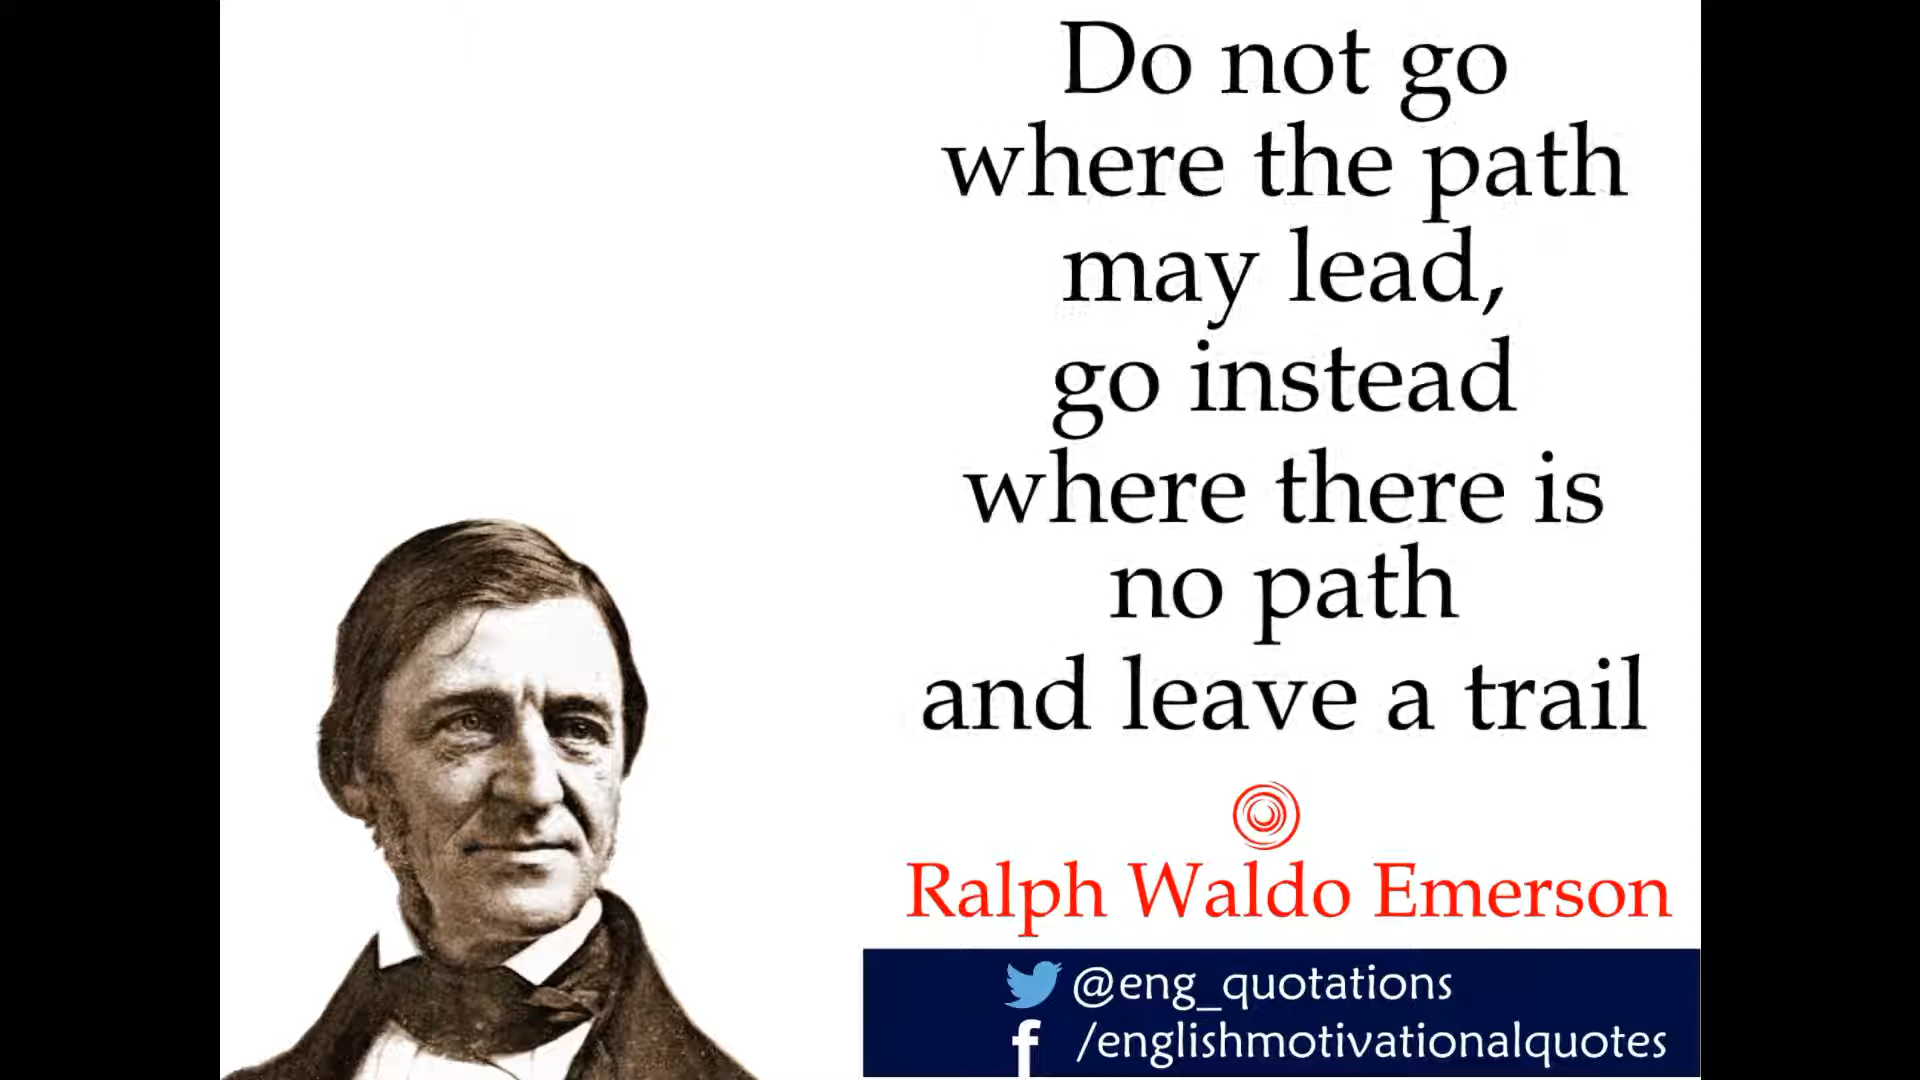 Do not go
where the path
may lead,
go instead
where there is
no path
and leave a trail
Ralph Waldo Emerson
@eng_quotations
/englishmotivationalquotes